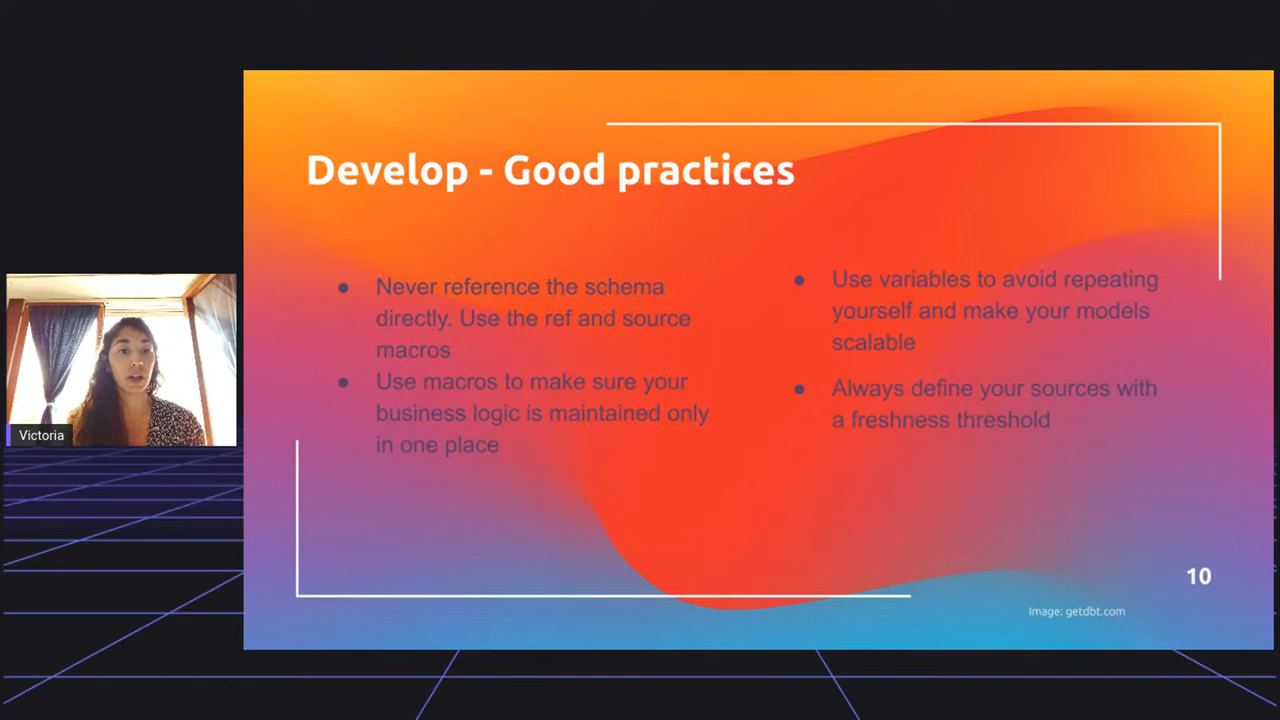 Develop - Good practices
Never reference the schema
directly. Use the ref and source
macros
Use macros to make sure your
business logic is maintained only
in one place
Use variables to avoid repeating
yourself and make your models
scalable
Always define your sources with
a freshness threshold
10
Image: getdbt.com
Victoria